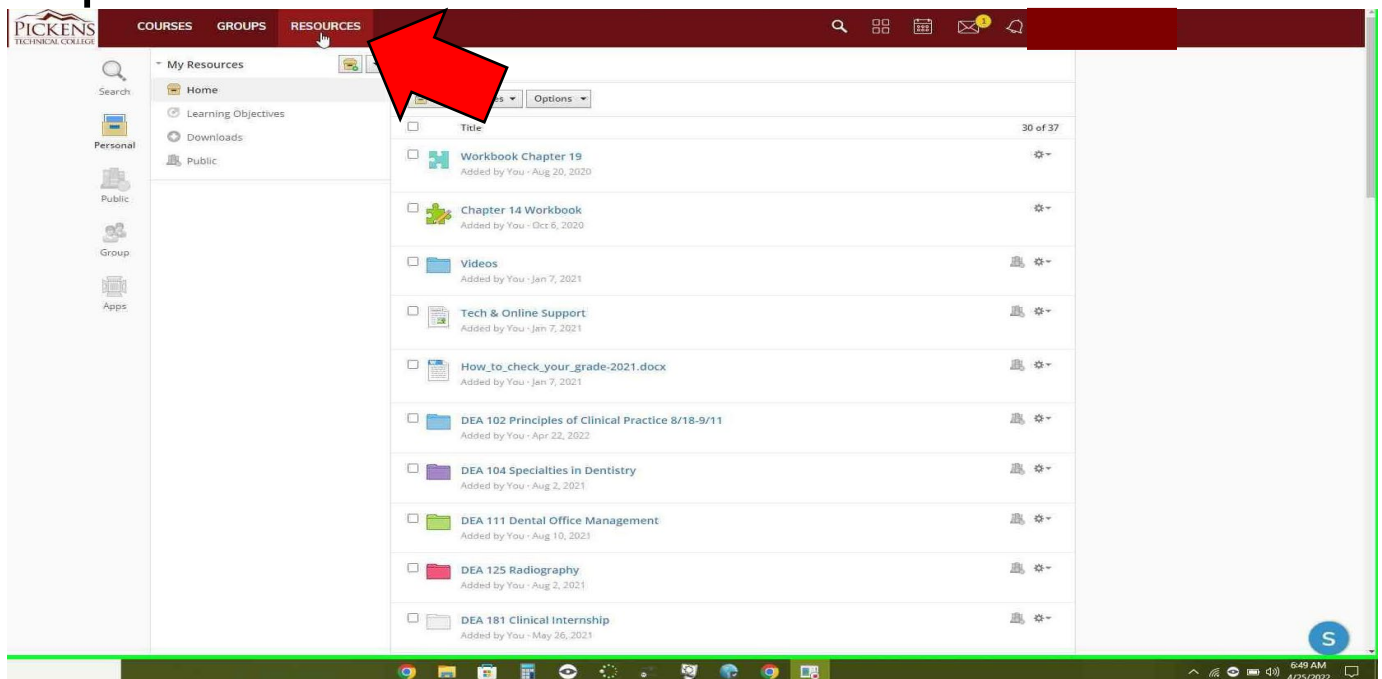 PICKENS
TECHNICAL COLLEGE
COURSES GROUPS RESOURCES
1
Search
Personal
Public
Group
Apps
My Resources
Home
Learning Objectives
Downloads
Public
Options
Title 30 of 37
Workbook Chapter 19
Added by You · Aug 20, 2020
Chapter 14 Workbook
Added by You · Oct 6, 2020
Videos
Added by You · Jan 7, 2021
Tech & Online Support
Added by You · Jan 7, 2021
How_to_check_your_grade-2021.docx
Added by You · Jan 7, 2021
DEA 102 Principles of Clinical Practice 8/18-9/11
Added by You · Apr 22, 2022
DEA 104 Specialties in Dentistry
Added by You · Aug 2, 2021
DEA 111 Dental Office Management
Added by You · Aug 10, 2021
DEA 125 Radiography
Added by You · Aug 2, 2021
DEA 181 Clinical Internship
Added by You · May 26, 2021
S
6:49 AM
4/25/2022